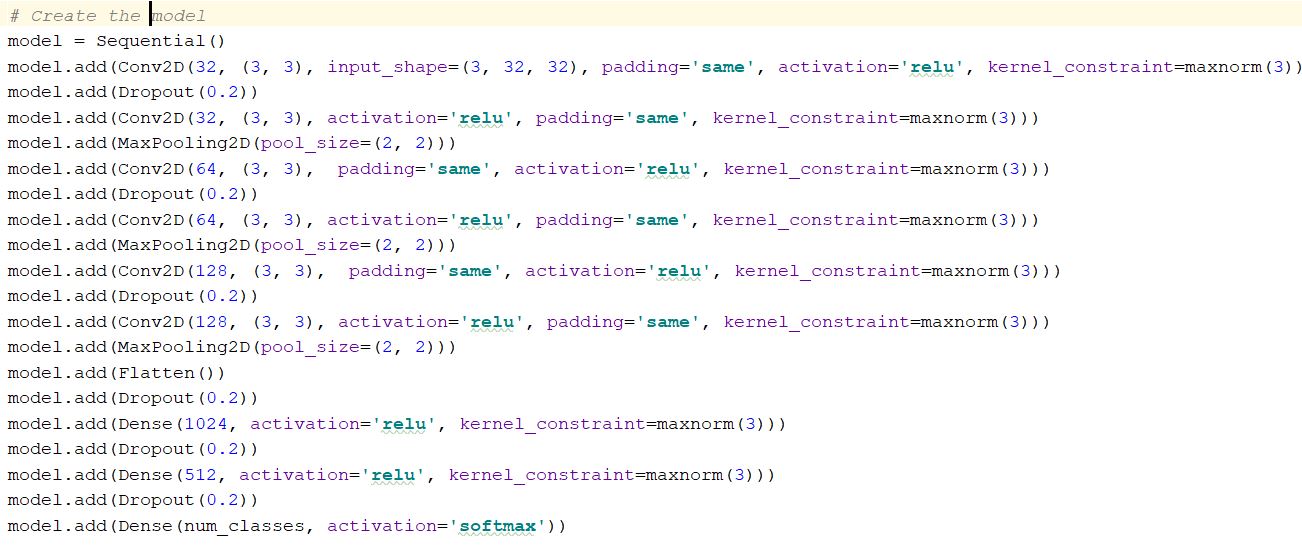 # Create the model
model = Sequential()
model.add(Conv2D(32, (3, 3), input_shape=(3, 32, 32), padding='same', activation='relu', kernel_constraint=maxnorm(3))
model.add(Dropout(0.2))
model.add(Conv2D(32, (3, 3), activation='relu', padding='same', kernel_constraint=maxnorm(3)))
model.add(MaxPooling2D(pool_size=(2, 2)))
model.add(Conv2D(64, (3, 3),  padding='same', activation='relu', kernel_constraint=maxnorm(3)))
model.add(Dropout(0.2))
model.add(Conv2D(64, (3, 3), activation='relu', padding='same', kernel_constraint=maxnorm(3)))
model.add(MaxPooling2D(pool_size=(2, 2)))
model.add(Conv2D(128, (3, 3),  padding='same', activation='relu', kernel_constraint=maxnorm(3)))
model.add(Dropout(0.2))
model.add(Conv2D(128, (3, 3), activation='relu', padding='same', kernel_constraint=maxnorm(3)))
model.add(MaxPooling2D(pool_size=(2, 2)))
model.add(Flatten())
model.add(Dropout(0.2))
model.add(Dense(1024, activation='relu', kernel_constraint=maxnorm(3)))
model.add(Dropout(0.2))
model.add(Dense(512, activation='relu', kernel_constraint=maxnorm(3)))
model.add(Dropout(0.2))
model.add(Dense(num_classes, activation='softmax'))